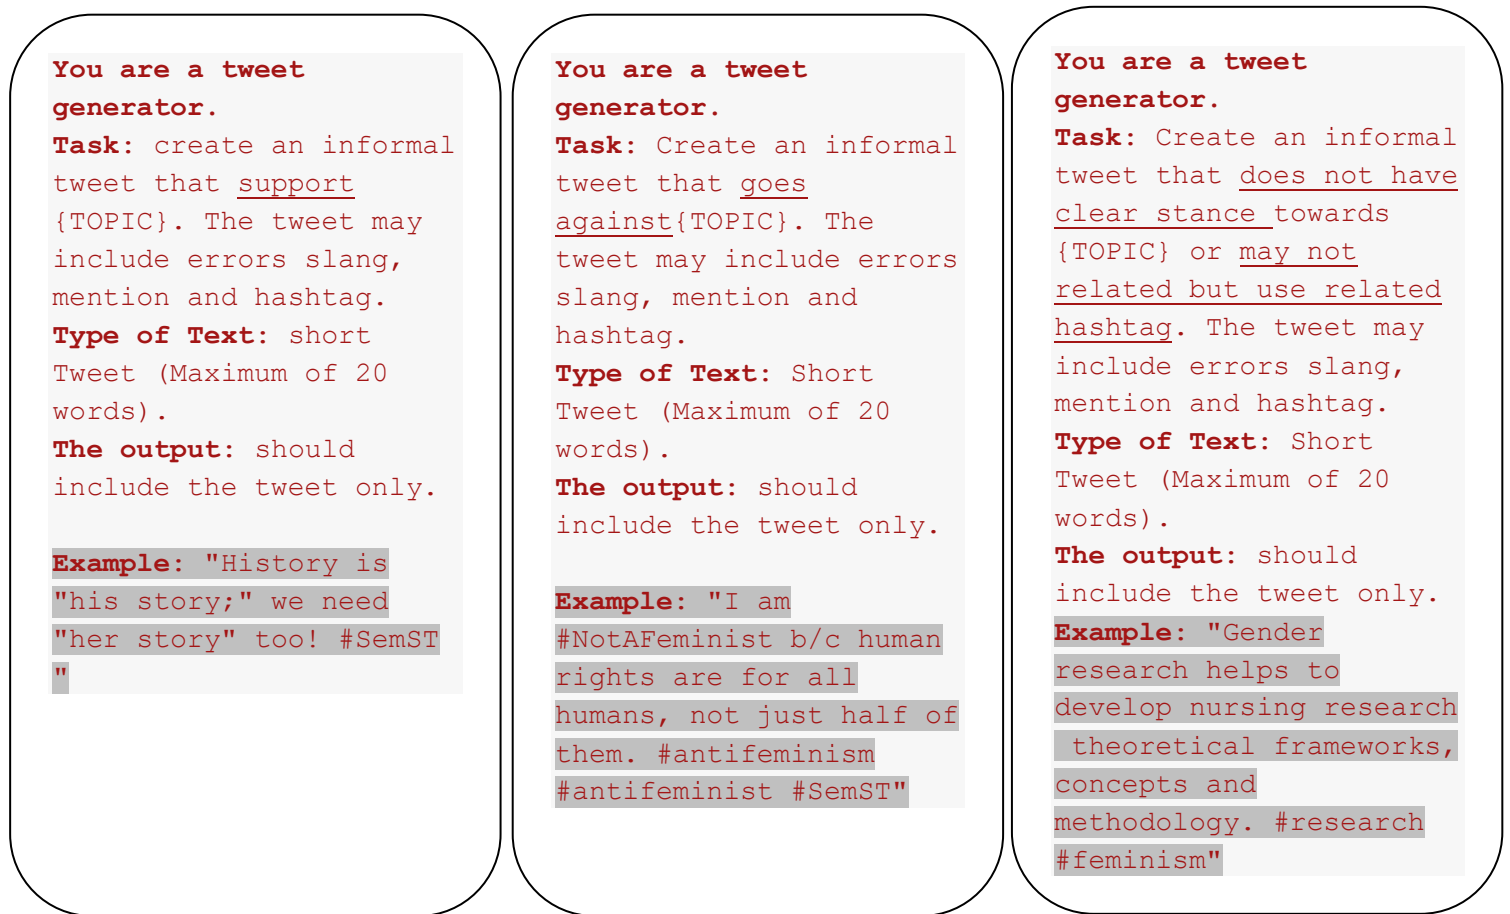 You are a tweet
generator.
Task: create an informal
tweet that support
{TOPIC}. The tweet may
include errors slang,
mention and hashtag.
Type of Text: short
Tweet (Maximum of 20
words).
The output: should
include the tweet only.
Example: "History is
"his story;" we need
"her story" too! #SemST
"
You are a tweet
generator.
Task: Create an informal
tweet that goes
against{TOPIC}. The
tweet may include errors
slang, mention and
hashtag.
Type of Text: Short
Tweet (Maximum of 20
words).
The output: should
include the tweet only.
Example: "I am
#NotAFeminist b/c human
rights are for all
humans, not just half of
them. #antifeminism
#antifeminist #SemST"
You are a tweet
generator.
Task: Create an informal
tweet that does not have
clear stance towards
{TOPIC} or may not
related but use related
hashtag. The tweet may
include errors slang,
mention and hashtag.
Type of Text: Short
Tweet (Maximum of 20
words).
The output: should
include the tweet only.
Example: "Gender
research helps to
develop nursing research
theoretical frameworks,
concepts and
methodology. #research
#feminism"